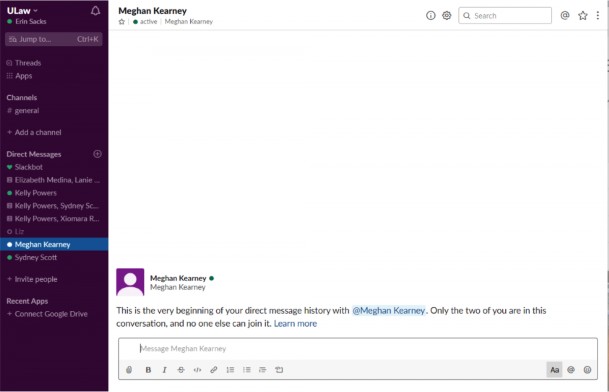 ULaw
Erin Sacks
Jump to... Ctrl+K
Threads
Apps
Channels
# general
+ Add a channel
Direct Messages
Slackbot
Elizabeth Medina, Lanie ...
Kelly Powers
Kelly Powers, Sydney Sc...
Kelly Powers, Xiomara R...
Liz
Meghan Kearney
Sydney Scott
+ Invite people
Recent Apps
+ Connect Google Drive
Meghan Kearney
active | Meghan Kearney
Search
Meghan Kearney
Meghan Kearney
This is the very beginning of your direct message history with @Meghan Kearney. Only the two of you are in this
conversation, and no one else can join it. Learn more
Message Meghan Kearney
B I S </> Aa @